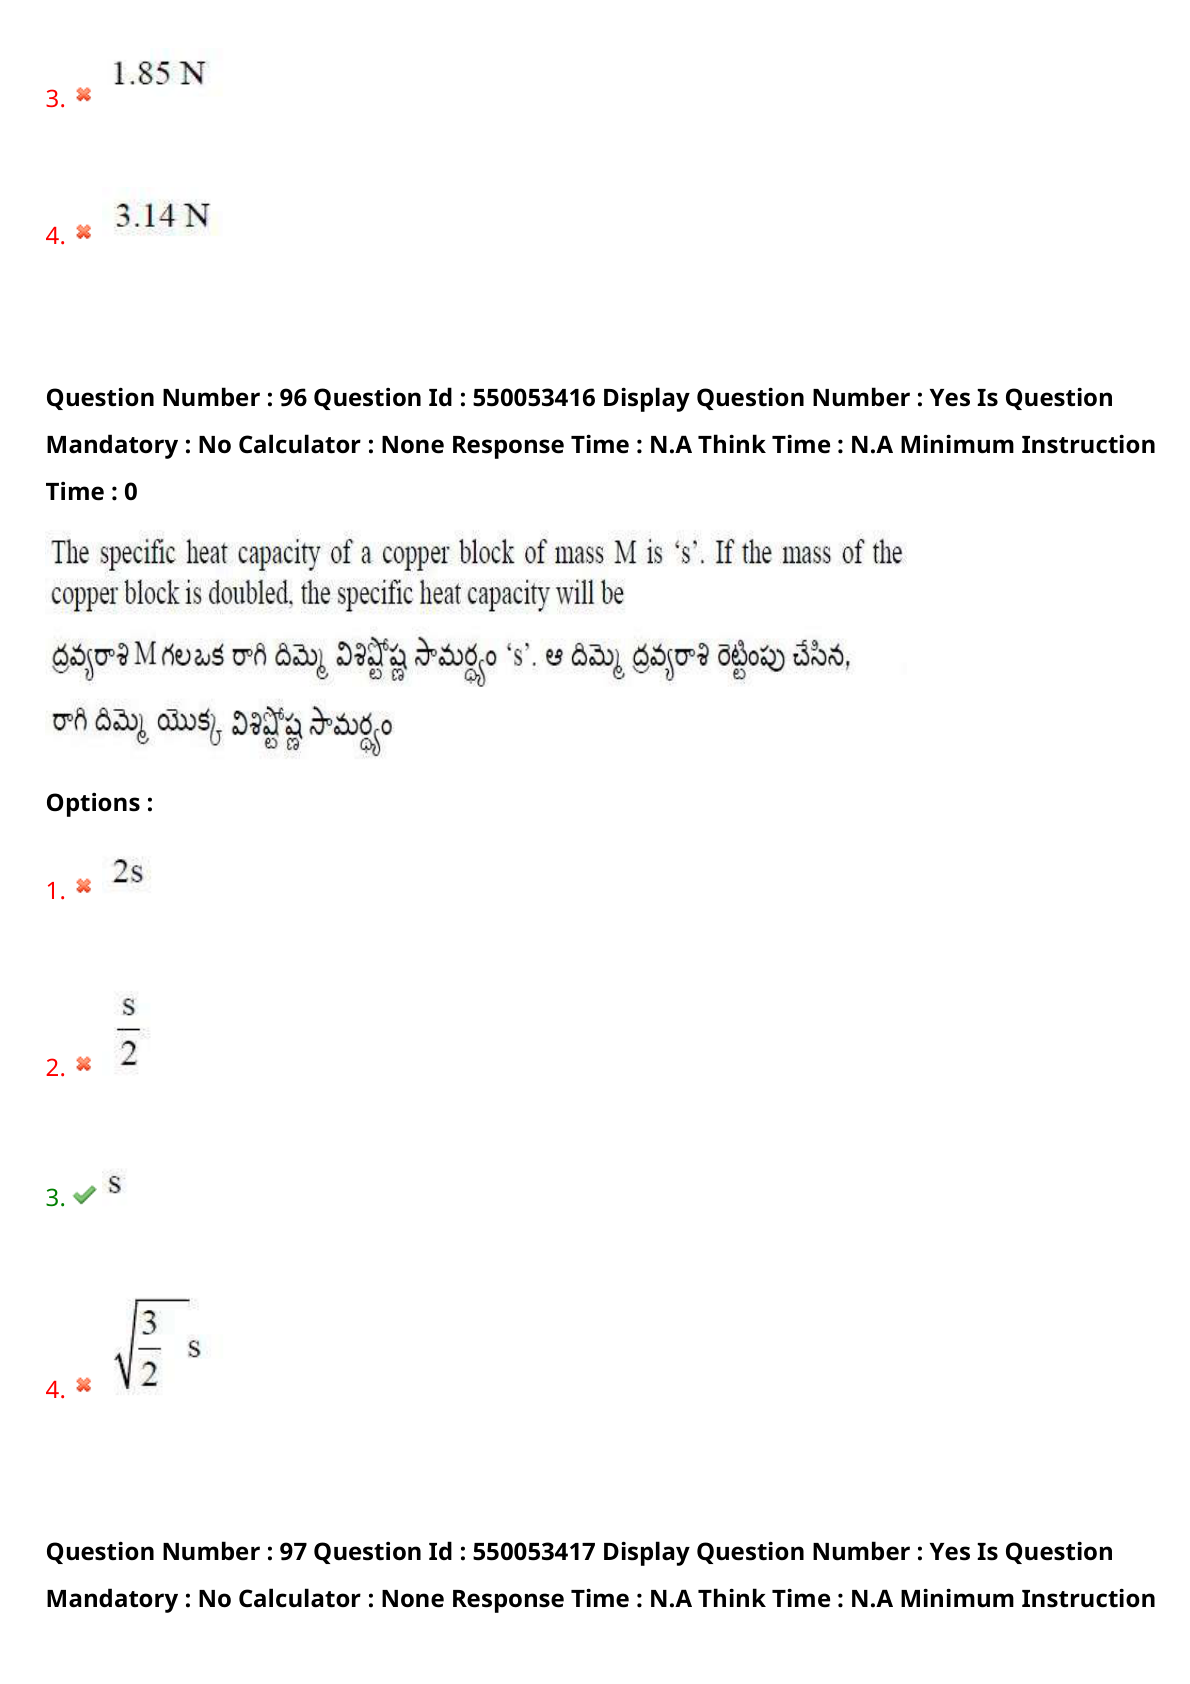 1.85 N
3.
3.14 N
4.
Question Number : 96 Question Id : 550053416 Display Question Number : Yes Is Question
Mandatory : No Calculator : None Response Time : N.A Think Time : N.A Minimum Instruction
Time : 0
The specific heat capacity of a copper block of mass M is ‘s’. If the mass of the
copper block is doubled, the specific heat capacity will be
ద్రవ్యరాశి M గల ఒక రాగి దిమ్మె విశిష్టోష్ణ సామర్థ్యం ‘s’. ఆ దిమ్మె ద్రవ్యరాశి రెట్టింపు చేసిన,
రాగి దిమ్మె యొక్క విశిష్టోష్ణ సామర్థ్యం
Options :
2s
1.
s
2
2.
s
3.
√3
s
2
4.
Question Number : 97 Question Id : 550053417 Display Question Number : Yes Is Question
Mandatory : No Calculator : None Response Time : N.A Think Time : N.A Minimum Instruction